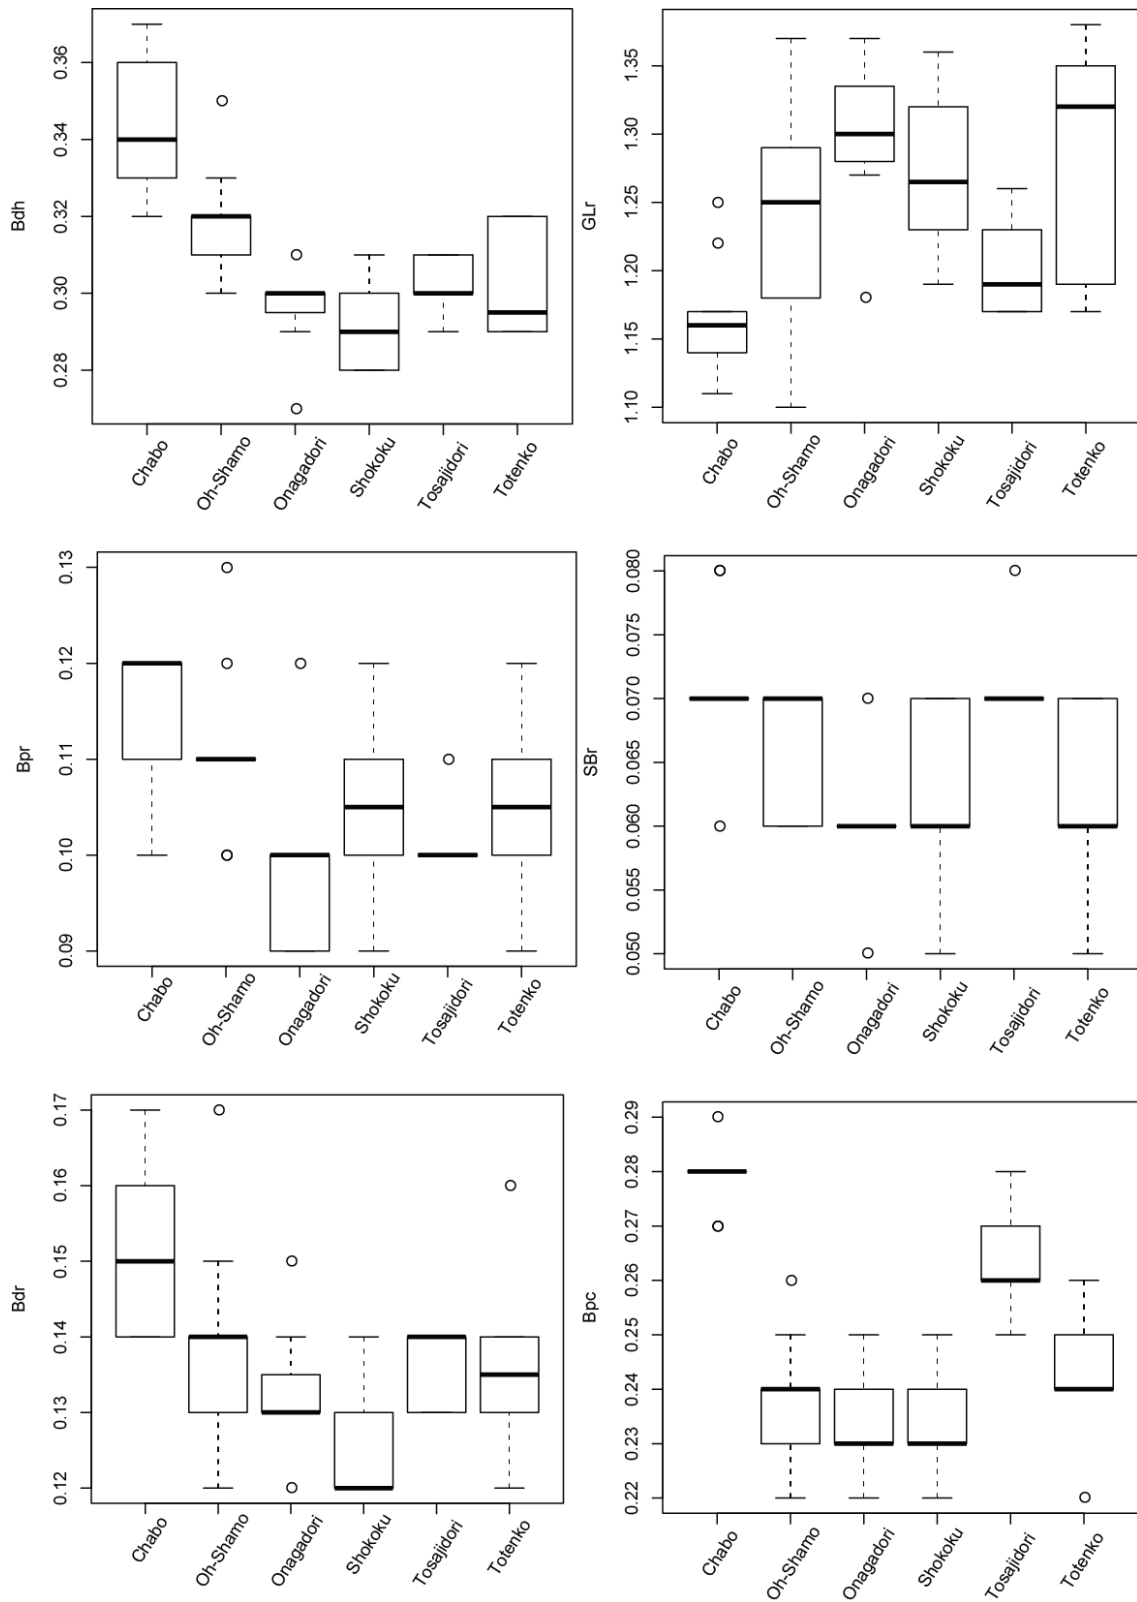 Bdh
0.36
0.34
0.32
0.30
0.28
Chabo
Oh-Shamo
Onagadori
Shokoku
Tosajidori
Totenko
GLr
1.35
1.30
1.25
1.20
1.15
1.10
Chabo
Oh-Shamo
Onagadori
Shokoku
Tosajidori
Totenko
Bpr
0.13
0.12
0.11
0.10
0.09
Chabo
Oh-Shamo
Onagadori
Shokoku
Tosajidori
Totenko
SBr
0.080
0.075
0.070
0.065
0.060
0.055
0.050
Chabo
Oh-Shamo
Onagadori
Shokoku
Tosajidori
Totenko
Bdr
0.17
0.16
0.15
0.14
0.13
0.12
Chabo
Oh-Shamo
Onagadori
Shokoku
Tosajidori
Totenko
Bpc
0.29
0.28
0.27
0.26
0.25
0.24
0.23
0.22
Chabo
Oh-Shamo
Onagadori
Shokoku
Tosajidori
Totenko